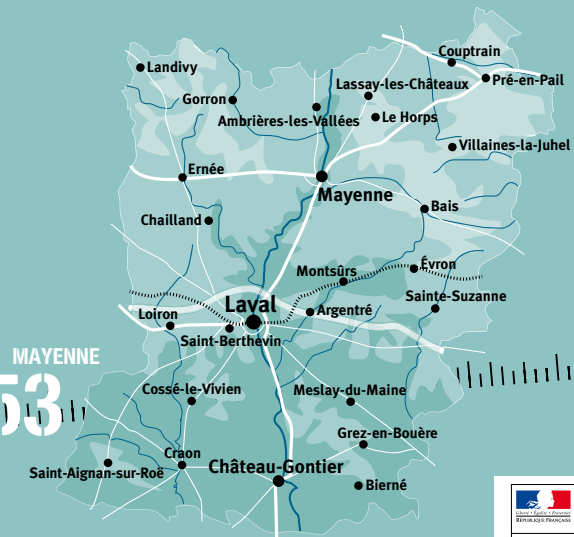 Couptrain
Landivy
Pré-en-Pail
Lassay-les-Châteaux
Gorron
Ambrières-les-Vallées
Le Horps
Villaines-la-Juhel
Ernée
Mayenne
Bais
Chailland
Évron
Montsûrs
Laval
Sainte-Suzanne
Loiron
Argentré
Saint-Berthevin
MAYENNE
53
Cossé-le-Vivien
Meslay-du-Maine
Grez-en-Bouère
Craon
Saint-Aignan-sur-Roë
Château-Gontier
Bierné
Liberté • Égalité • Fraternité
RÉPUBLIQUE FRANÇAISE